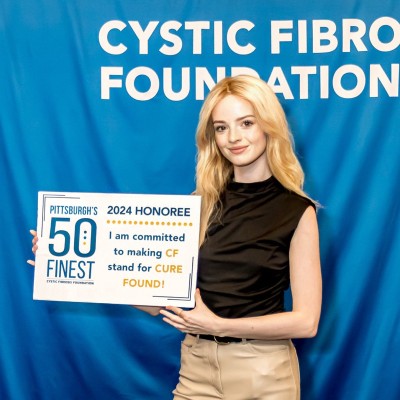 CYSTIC FIBRO
FOUNDATION
PITTSBURGH'S
50
FINEST
CYSTIC FIBROSIS FOUNDATION
2024 HONOREE
I am committed
to making CF
stand for CURE
FOUND!